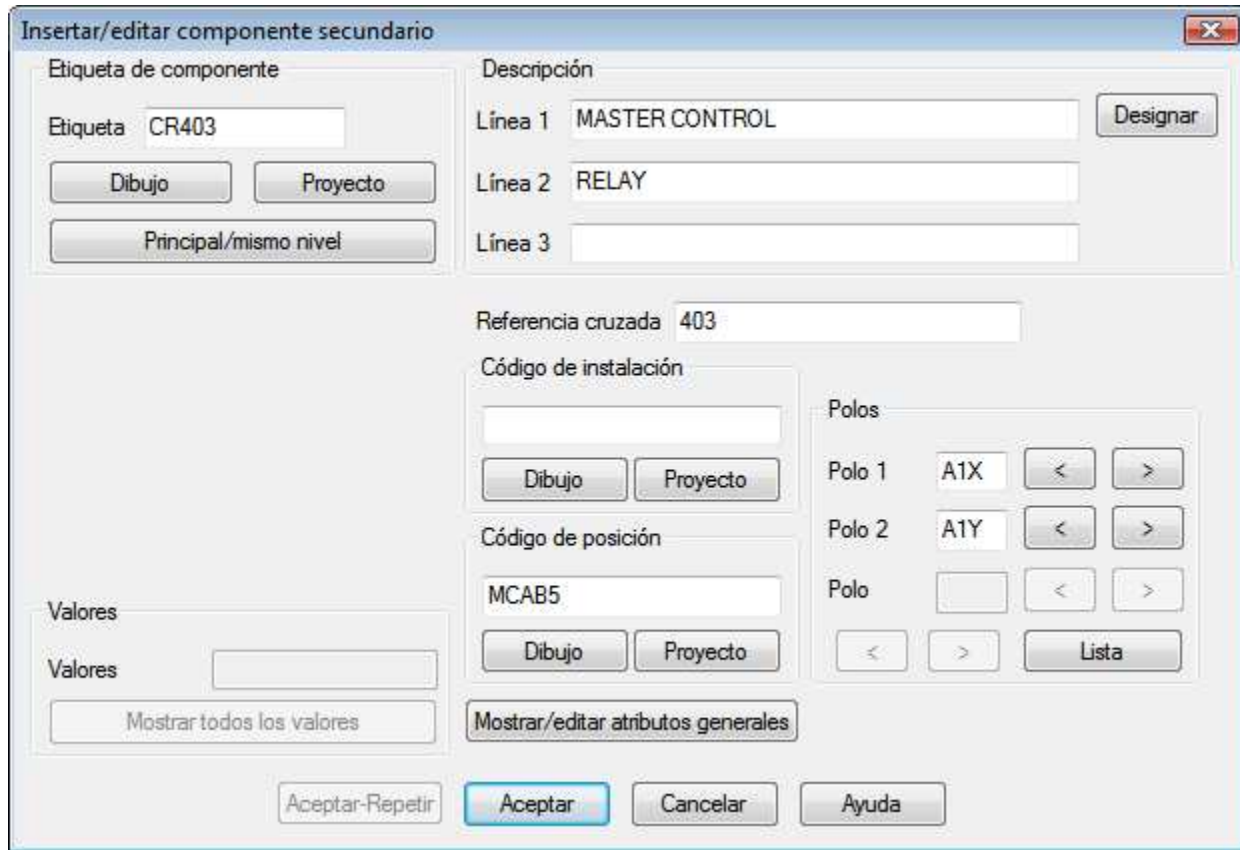 Insertar/editar componente secundario
Etiqueta de componente
Etiqueta CR403
Dibujo Proyecto
Principal/mismo nivel
Descripción
Línea 1 MASTER CONTROL Designar
Línea 2 RELAY
Línea 3
Referencia cruzada 403
Código de instalación
Dibujo Proyecto
Código de posición
MCAB5
Dibujo Proyecto
Polos
Polo 1 A1X < >
Polo 2 A1Y < >
Polo < >
< > Lista
Valores
Valores
Mostrar todos los valores
Mostrar/editar atributos generales
Aceptar-Repetir Aceptar Cancelar Ayuda